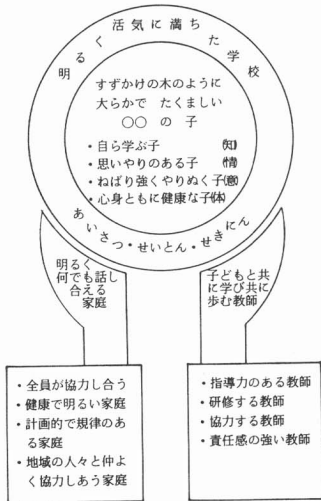 明るく活気に満ちた学校
すずかけの木のように
大らかで たくましい
○○ の 子
・自ら学ぶ子 (知)
・思いやりのある子 (情)
・ねばり強くやりぬく子(意)
・心身ともに健康な子(体)
あいさつ・せいとん・せきにん
明るく
何でも話し
合える
家庭
子どもと共
に学び共に
歩む教師
・全員が協力し合う
・健康で明るい家庭
・計画的で規律のあ
る家庭
・地域の人々と仲よ
く協力しあう家庭
・指導力のある教師
・研修する教師
・協力する教師
・責任感の強い教師